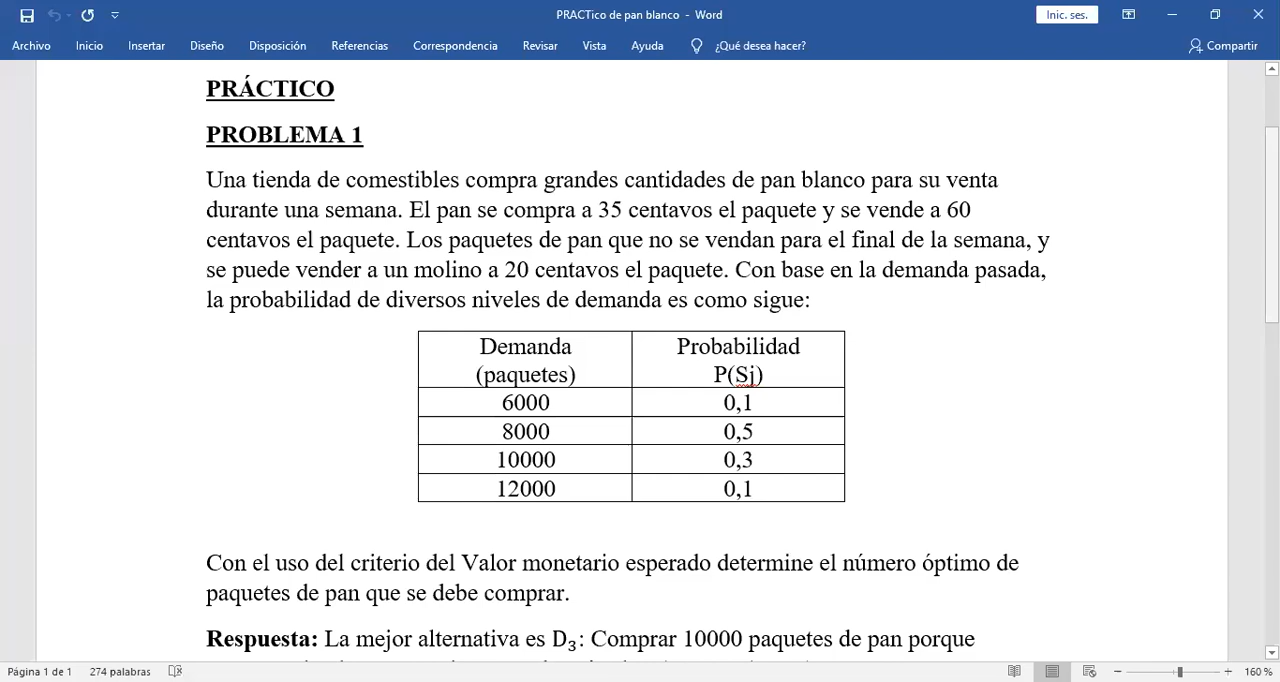 PRACTico de pan blanco - Word
Inic. ses.
Archivo Inicio Insertar Diseño Disposición Referencias Correspondencia Revisar Vista Ayuda ¿Qué desea hacer? Compartir
PRÁCTICO
PROBLEMA 1
Una tienda de comestibles compra grandes cantidades de pan blanco para su venta
durante una semana. El pan se compra a 35 centavos el paquete y se vende a 60
centavos el paquete. Los paquetes de pan que no se vendan para el final de la semana, y
se puede vender a un molino a 20 centavos el paquete. Con base en la demanda pasada,
la probabilidad de diversos niveles de demanda es como sigue:
Demanda (paquetes) Probabilidad P(Sj)
6000 0,1
8000 0,5
10000 0,3
12000 0,1
Con el uso del criterio del Valor monetario esperado determine el número óptimo de
paquetes de pan que se debe comprar.
Respuesta: La mejor alternativa es D₃: Comprar 10000 paquetes de pan porque
Página 1 de 1 274 palabras 160 %